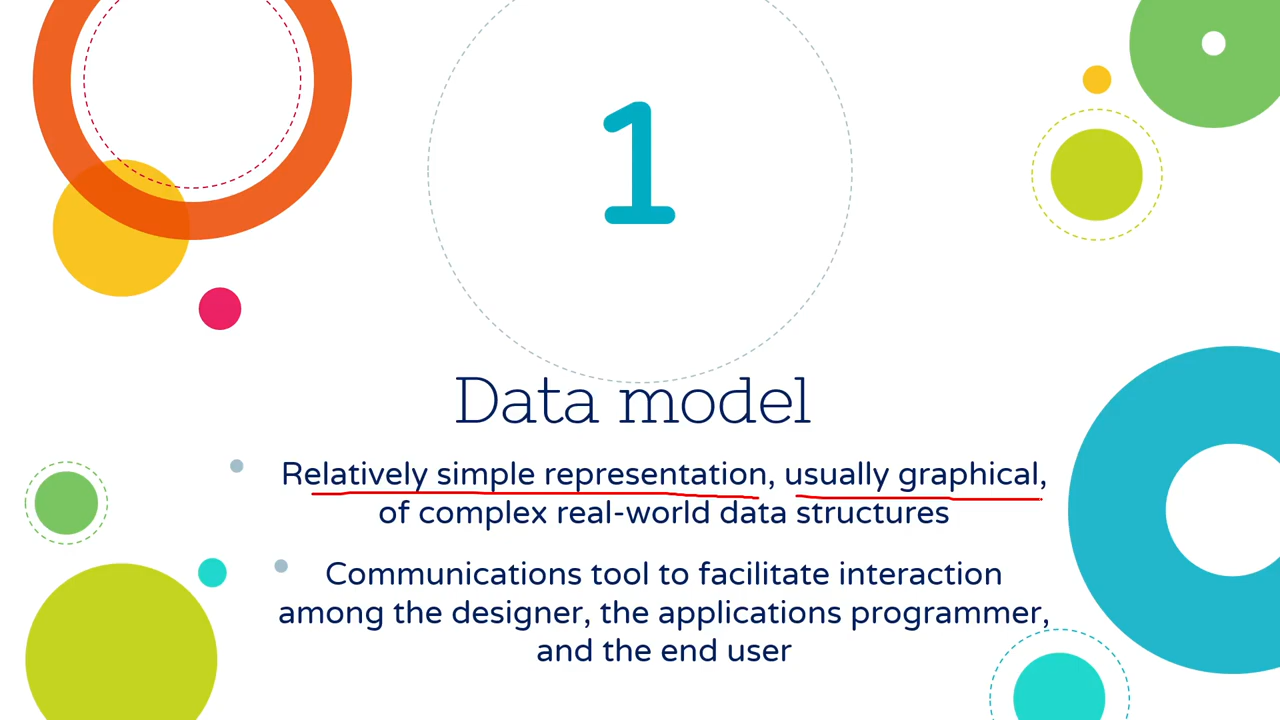 1
Data model
Relatively simple representation, usually graphical,
of complex real-world data structures
Communications tool to facilitate interaction
among the designer, the applications programmer,
and the end user